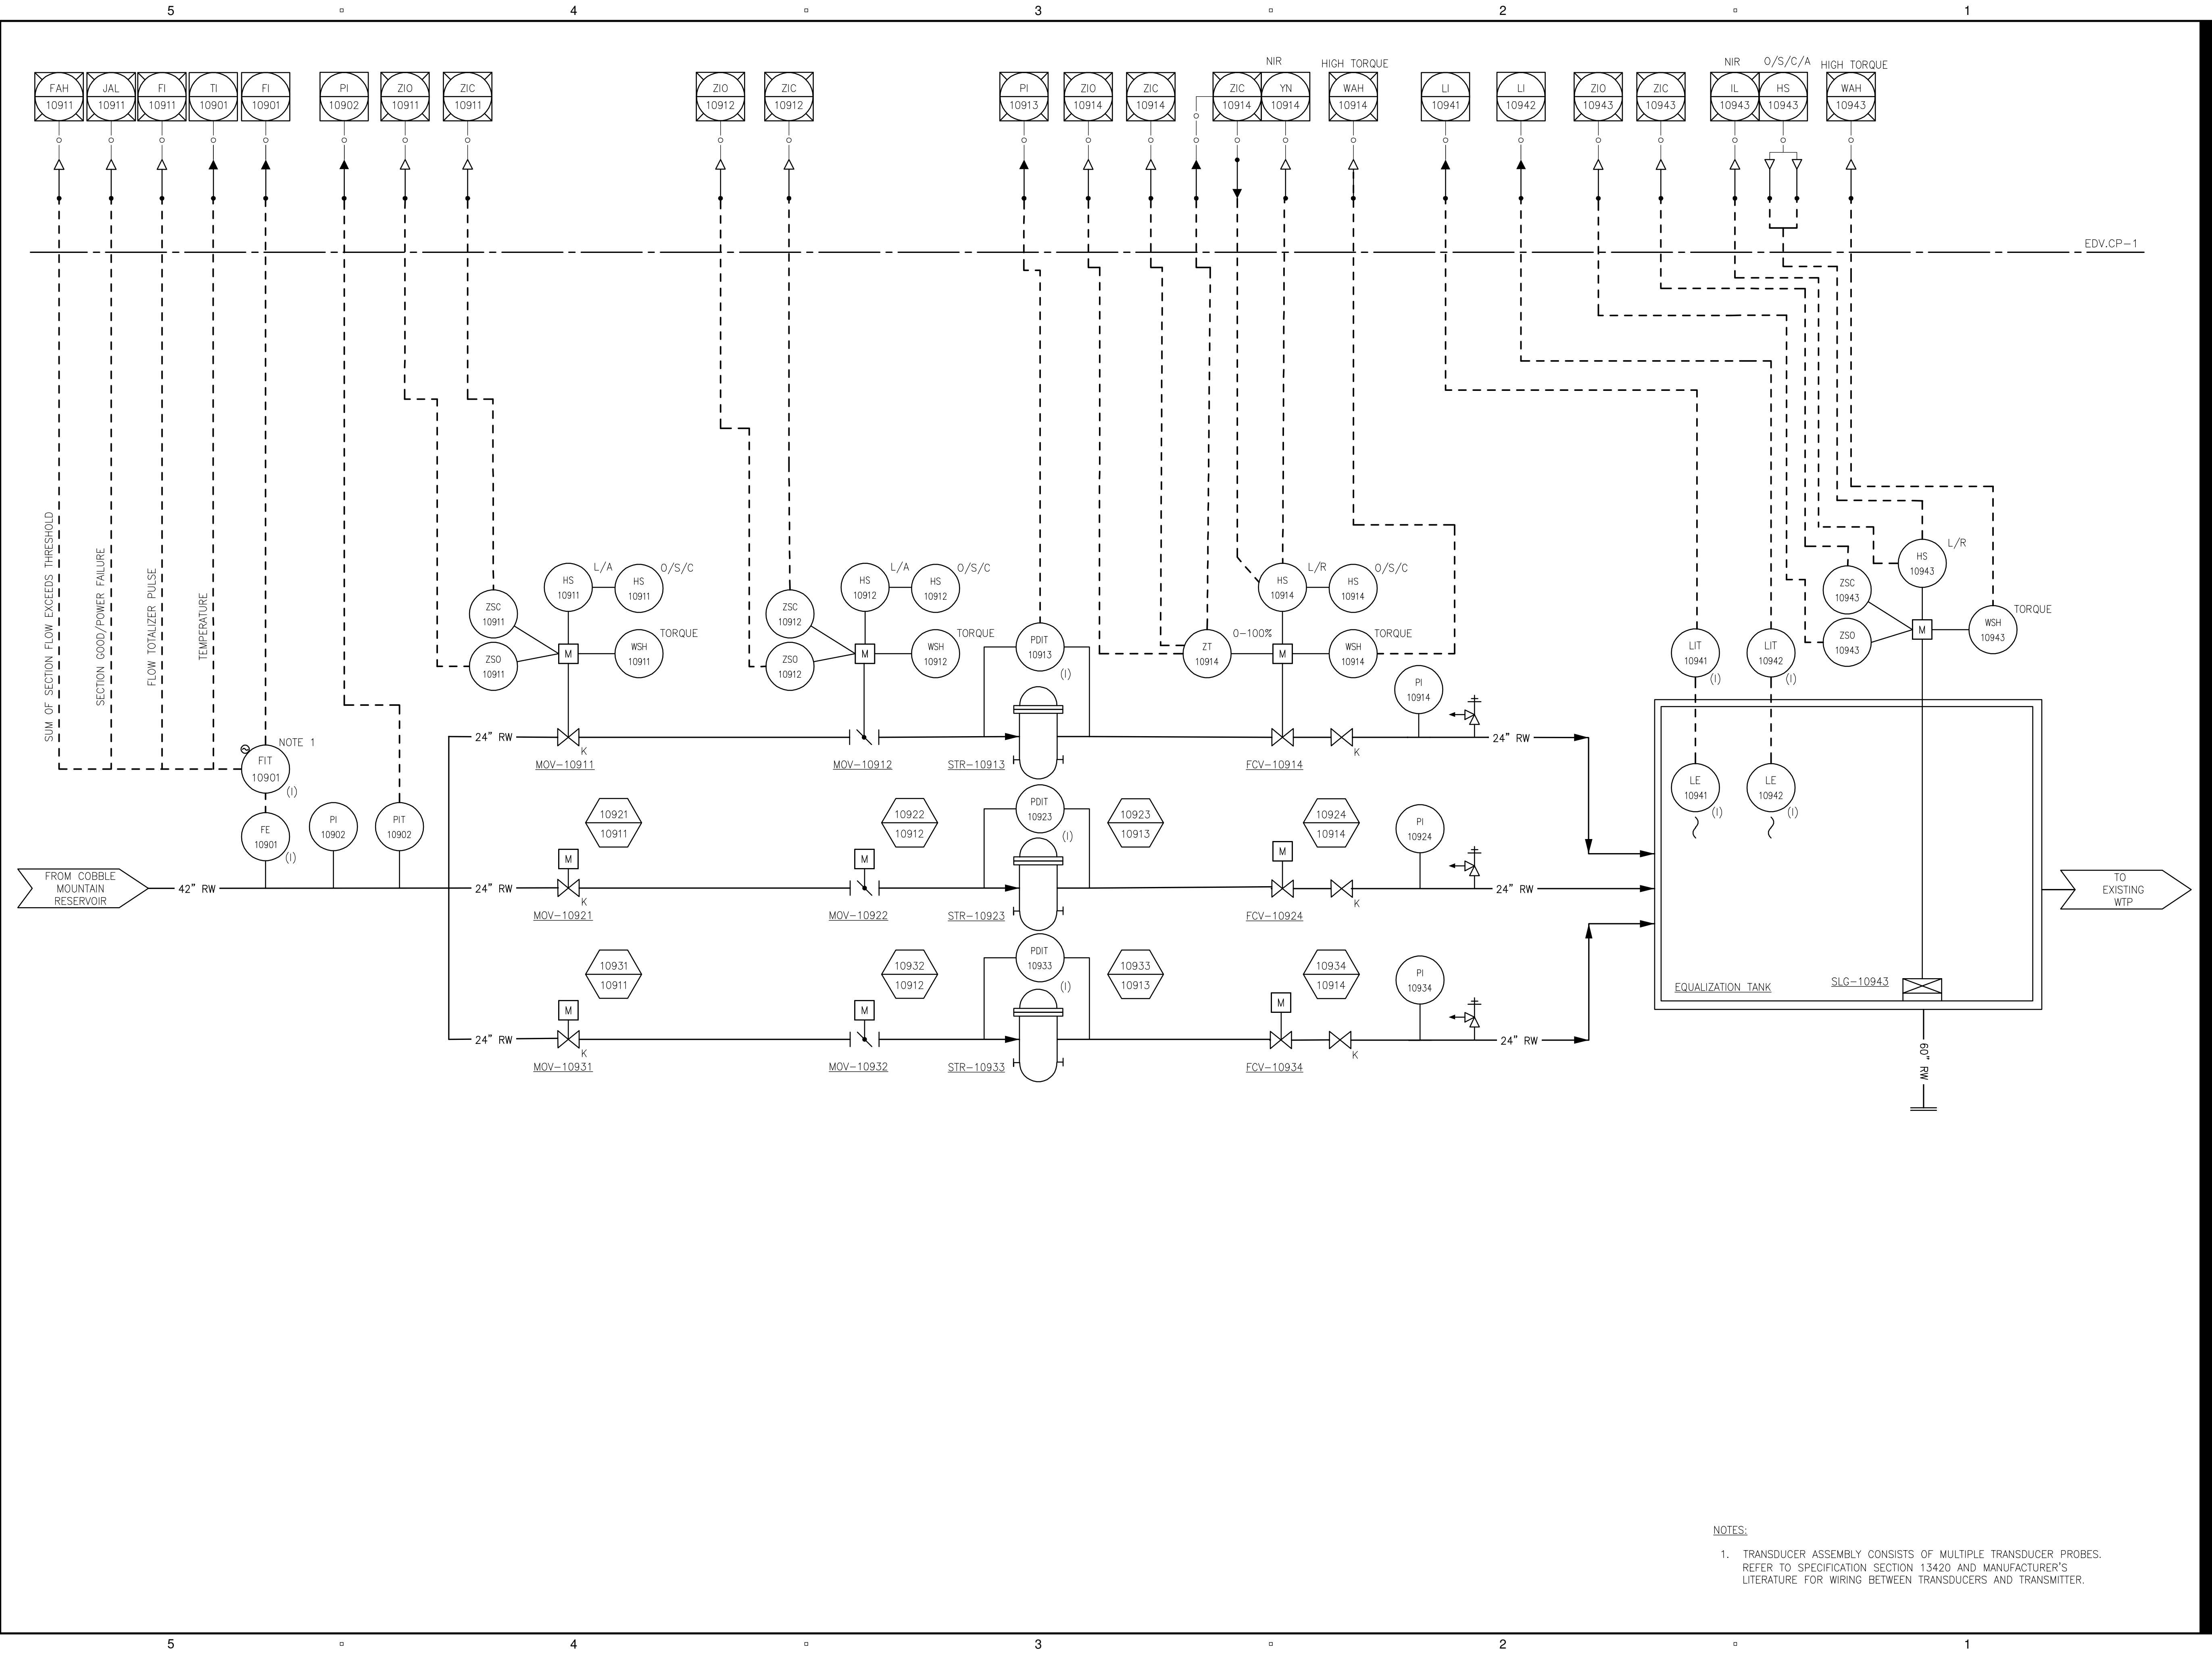 5 4 3 2 1
NIR HIGH TORQUE NIR O/S/C/A HIGH TORQUE
FAH JAL FI TI FI PI ZIO ZIC ZIO ZIC PI ZIO ZIC ZIC YN WAH LI LI ZIO ZIC IL HS WAH
10911 10911 10911 10901 10901 10902 10911 10911 10912 10912 10913 10914 10914 10914 10914 10914 10941 10942 10943 10943 10943 10943 10943
EDV.CP-1
SUM OF SECTION FLOW EXCEEDS THRESHOLD
SECTION GOOD/POWER FAILURE
FLOW TOTALIZER PULSE
TEMPERATURE
FIT
10901
NOTE 1
(I)
FE
10901
(I)
PI
10902
PIT
10902
FROM COBBLE
MOUNTAIN
RESERVOIR
42" RW
ZSC
10911
ZSO
10911
HS
10911
L/A
HS
10911
O/S/C
M
WSH
10911
TORQUE
24" RW
K
MOV-10911
ZSC
10912
ZSO
10912
HS
10912
L/A
HS
10912
O/S/C
M
WSH
10912
TORQUE
MOV-10912
PDIT
10913
(I)
STR-10913
ZT
10914
0-100%
HS
10914
L/R
HS
10914
O/S/C
M
WSH
10914
TORQUE
FCV-10914
K
PI
10914
24" RW
10921
10911
M
24" RW
K
MOV-10921
10922
10912
M
MOV-10922
PDIT
10923
(I)
STR-10923
10923
10913
10924
10914
M
FCV-10924
K
PI
10924
24" RW
10931
10911
M
24" RW
K
MOV-10931
10932
10912
M
MOV-10932
PDIT
10933
(I)
STR-10933
10933
10913
10934
10914
M
FCV-10934
K
PI
10934
24" RW
LIT
10941
(I)
LIT
10942
(I)
LE
10941
(I)
LE
10942
(I)
HS
10943
L/R
ZSC
10943
ZSO
10943
M
WSH
10943
TORQUE
EQUALIZATION TANK
SLG-10943
60" RW
TO
EXISTING
WTP
NOTES:
1. TRANSDUCER ASSEMBLY CONSISTS OF MULTIPLE TRANSDUCER PROBES.
REFER TO SPECIFICATION SECTION 13420 AND MANUFACTURER'S
LITERATURE FOR WIRING BETWEEN TRANSDUCERS AND TRANSMITTER.
5 4 3 2 1